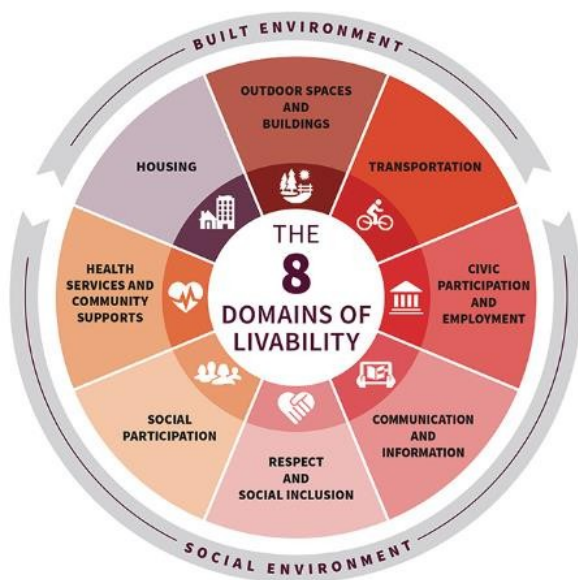 BUILT ENVIRONMENT
OUTDOOR SPACES
AND
BUILDINGS
TRANSPORTATION
CIVIC
PARTICIPATION
AND
EMPLOYMENT
COMMUNICATION
AND
INFORMATION
RESPECT
AND
SOCIAL INCLUSION
SOCIAL
PARTICIPATION
HEALTH
SERVICES AND
COMMUNITY
SUPPORTS
HOUSING
THE
8
DOMAINS OF
LIVABILITY
SOCIAL ENVIRONMENT